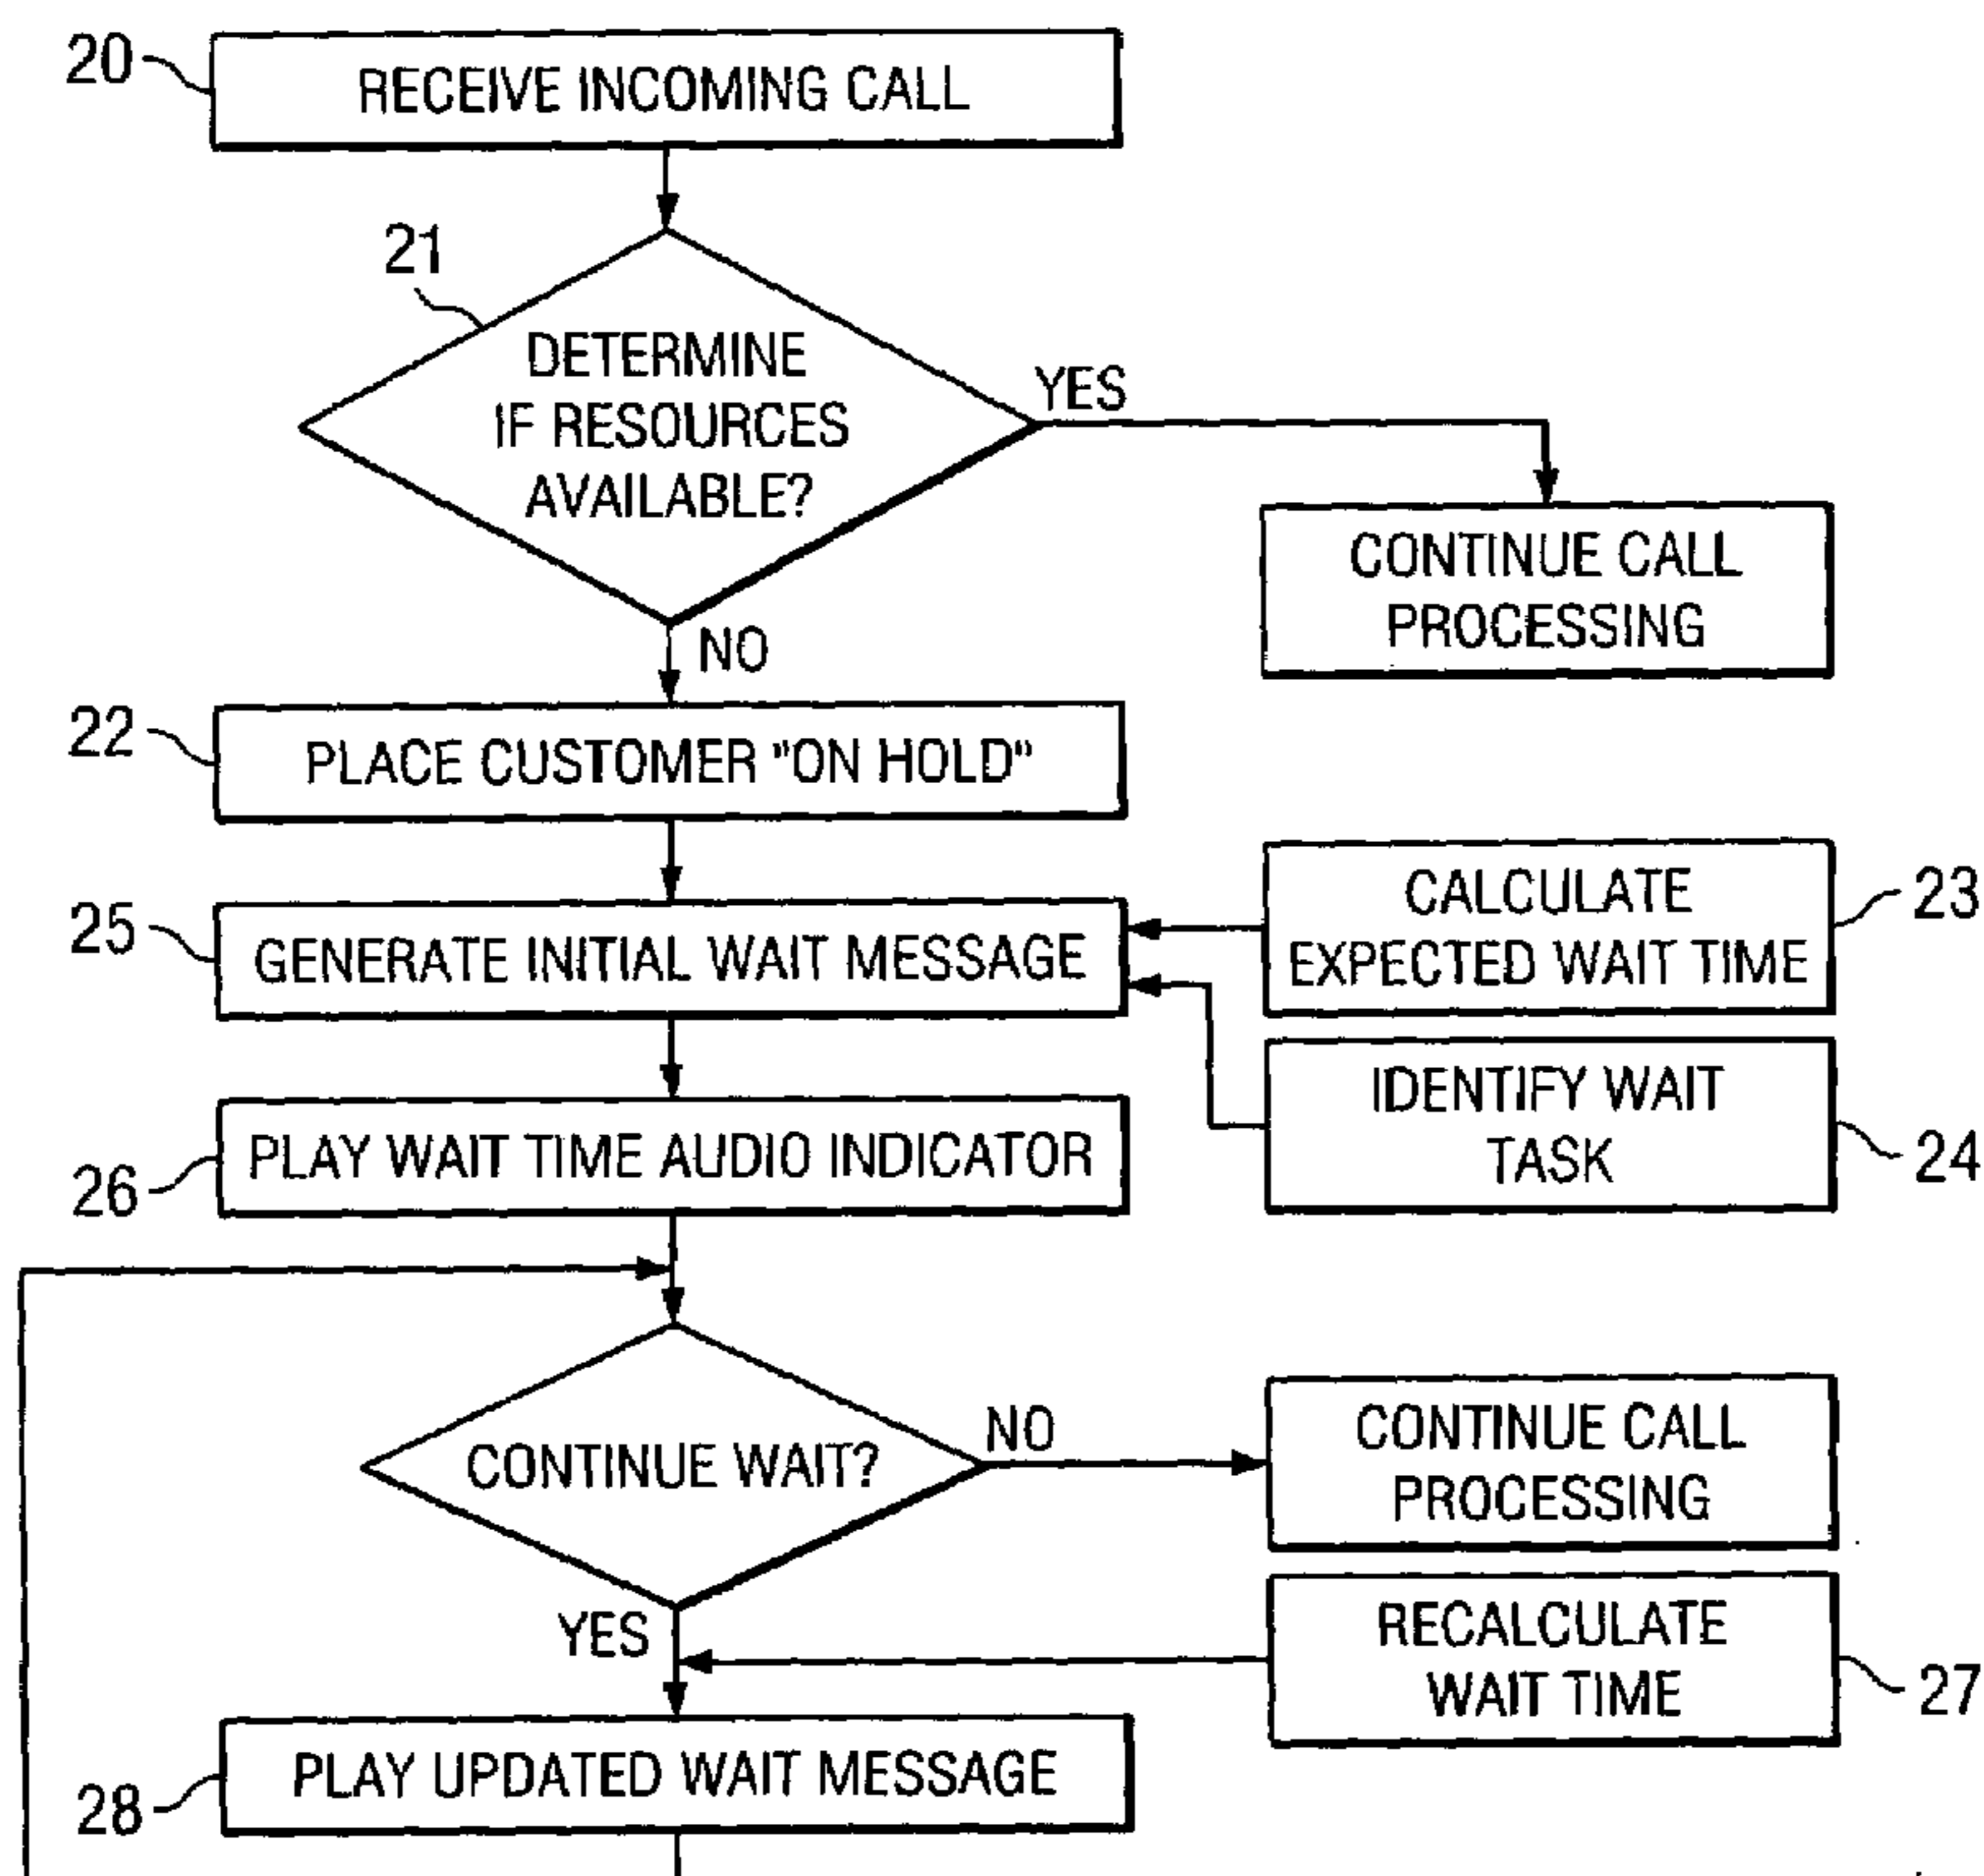 20
RECEIVE INCOMING CALL
21
DETERMINE
IF RESOURCES
AVAILABLE?
YES
CONTINUE CALL
PROCESSING
NO
22
PLACE CUSTOMER "ON HOLD"
25
GENERATE INITIAL WAIT MESSAGE
CALCULATE
EXPECTED WAIT TIME
23
26
PLAY WAIT TIME AUDIO INDICATOR
IDENTIFY WAIT
TASK
24
CONTINUE WAIT?
NO
CONTINUE CALL
PROCESSING
YES
RECALCULATE
WAIT TIME
27
28
PLAY UPDATED WAIT MESSAGE